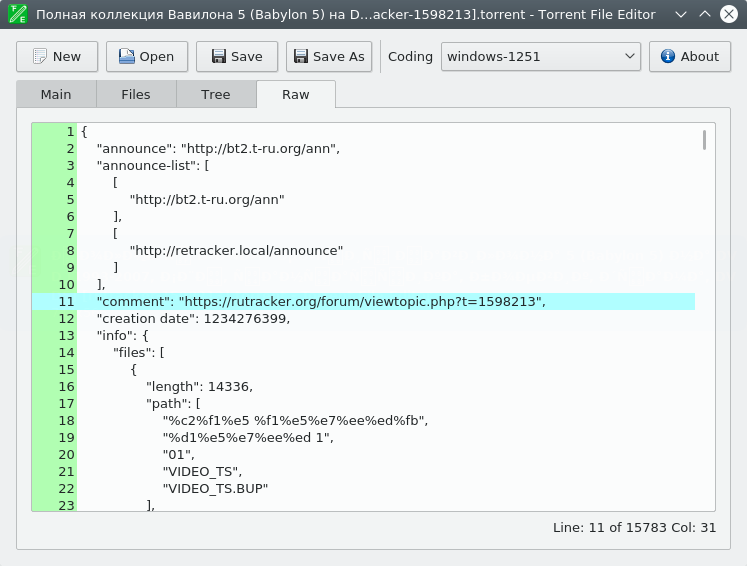 Полная коллекция Вавилона 5 (Babylon 5) на D...acker-1598213].torrent - Torrent File Editor
New Open Save Save As Coding windows-1251 About
Main Files Tree Raw
1 {
2 "announce": "http://bt2.t-ru.org/ann",
3 "announce-list": [
4 [
5 "http://bt2.t-ru.org/ann"
6 ],
7 [
8 "http://retracker.local/announce"
9 ]
10 ],
11 "comment": "https://rutracker.org/forum/viewtopic.php?t=1598213",
12 "creation date": 1234276399,
13 "info": {
14 "files": [
15 {
16 "length": 14336,
17 "path": [
18 "%c2%f1%e5 %f1%e5%e7%ee%ed%fb",
19 "%d1%e5%e7%ee%ed 1",
20 "01",
21 "VIDEO_TS",
22 "VIDEO_TS.BUP"
23 ],
Line: 11 of 15783 Col: 31